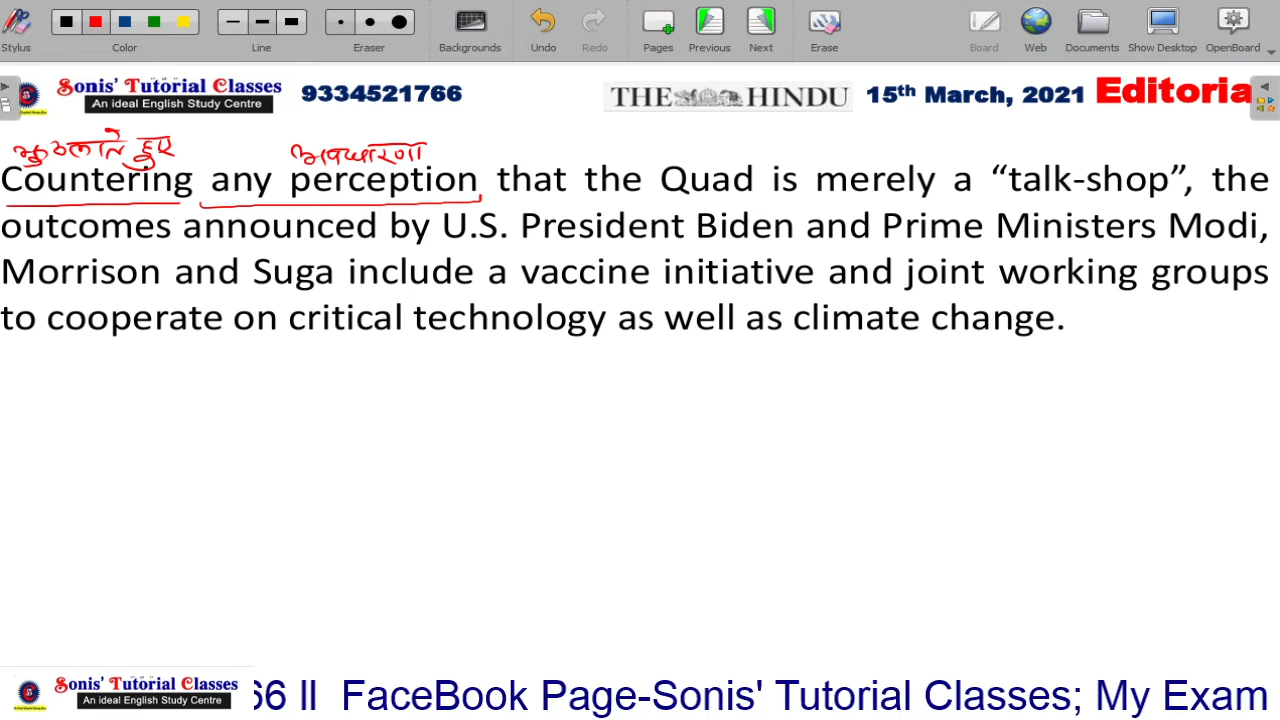 Stylus Color Line Eraser Backgrounds Undo Redo Pages Previous Next Erase Board Web Documents Show Desktop OpenBoard
Sonis' Tutorial Classes
An ideal English Study Centre
9334521766
THE HINDU
15th March, 2021 Editoria
झुठलाते हुए अवधारणा
Countering any perception that the Quad is merely a “talk-shop”, the
outcomes announced by U.S. President Biden and Prime Ministers Modi,
Morrison and Suga include a vaccine initiative and joint working groups
to cooperate on critical technology as well as climate change.
Sonis' Tutorial Classes
An ideal English Study Centre
66 ll FaceBook Page-Sonis' Tutorial Classes; My Exam